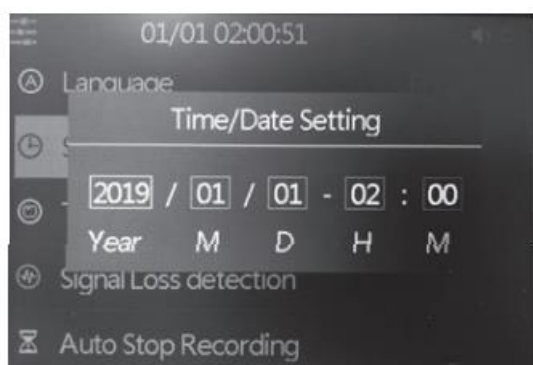 01/01 02:00:51
Language
Time/Date Setting
2019 / 01 / 01 - 02 : 00
Year M D H M
Signal Loss detection
Auto Stop Recording